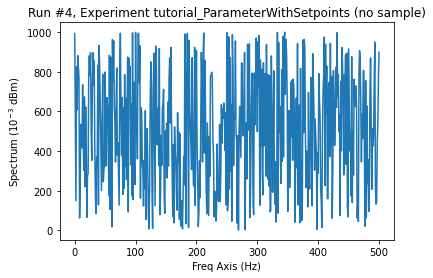 Run #4, Experiment tutorial_ParameterWithSetpoints (no sample)
1000
800
600
400
200
0
Spectrum (10⁻³ dBm)
0 100 200 300 400 500
Freq Axis (Hz)